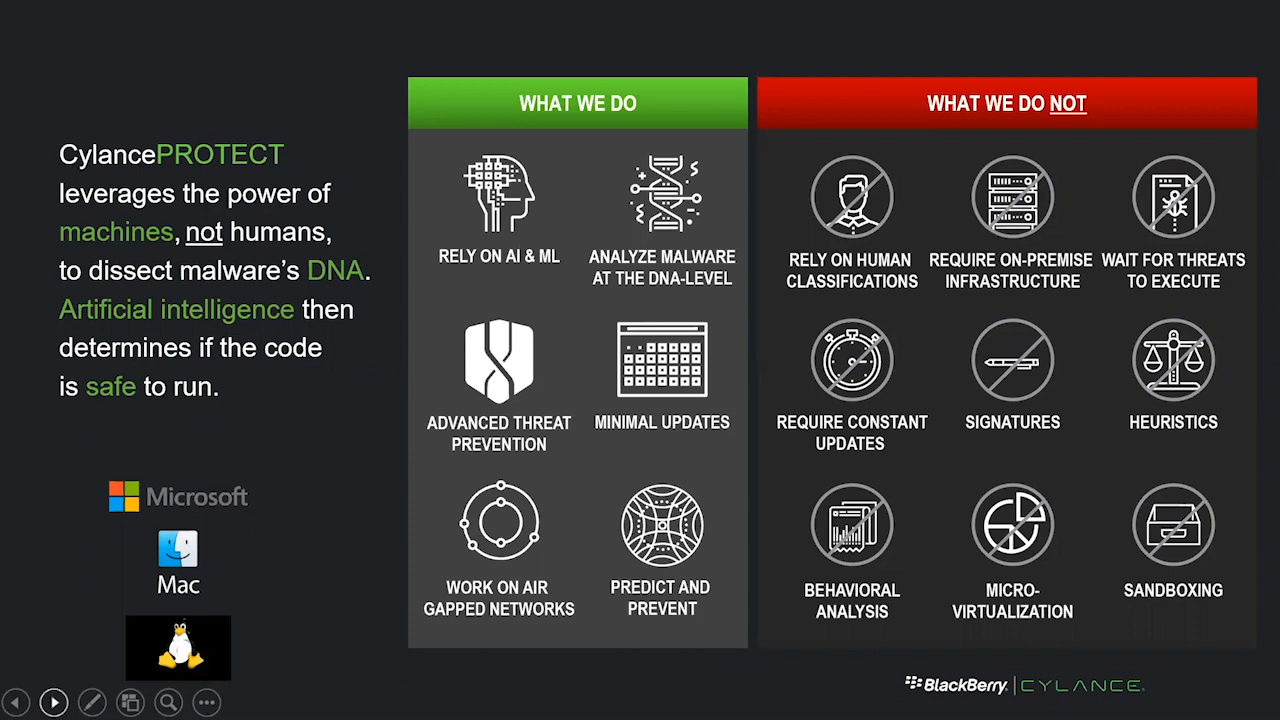 CylancePROTECT
leverages the power of
machines, not humans,
to dissect malware's DNA.
Artificial intelligence then
determines if the code
is safe to run.
Microsoft
Mac
WHAT WE DO
RELY ON AI & ML
ANALYZE MALWARE
AT THE DNA-LEVEL
ADVANCED THREAT
PREVENTION
MINIMAL UPDATES
WORK ON AIR
GAPPED NETWORKS
PREDICT AND
PREVENT
WHAT WE DO NOT
RELY ON HUMAN
CLASSIFICATIONS
REQUIRE ON-PREMISE
INFRASTRUCTURE
WAIT FOR THREATS
TO EXECUTE
REQUIRE CONSTANT
UPDATES
SIGNATURES
HEURISTICS
BEHAVIORAL
ANALYSIS
MICRO-
VIRTUALIZATION
SANDBOXING
BlackBerry | CYLANCE